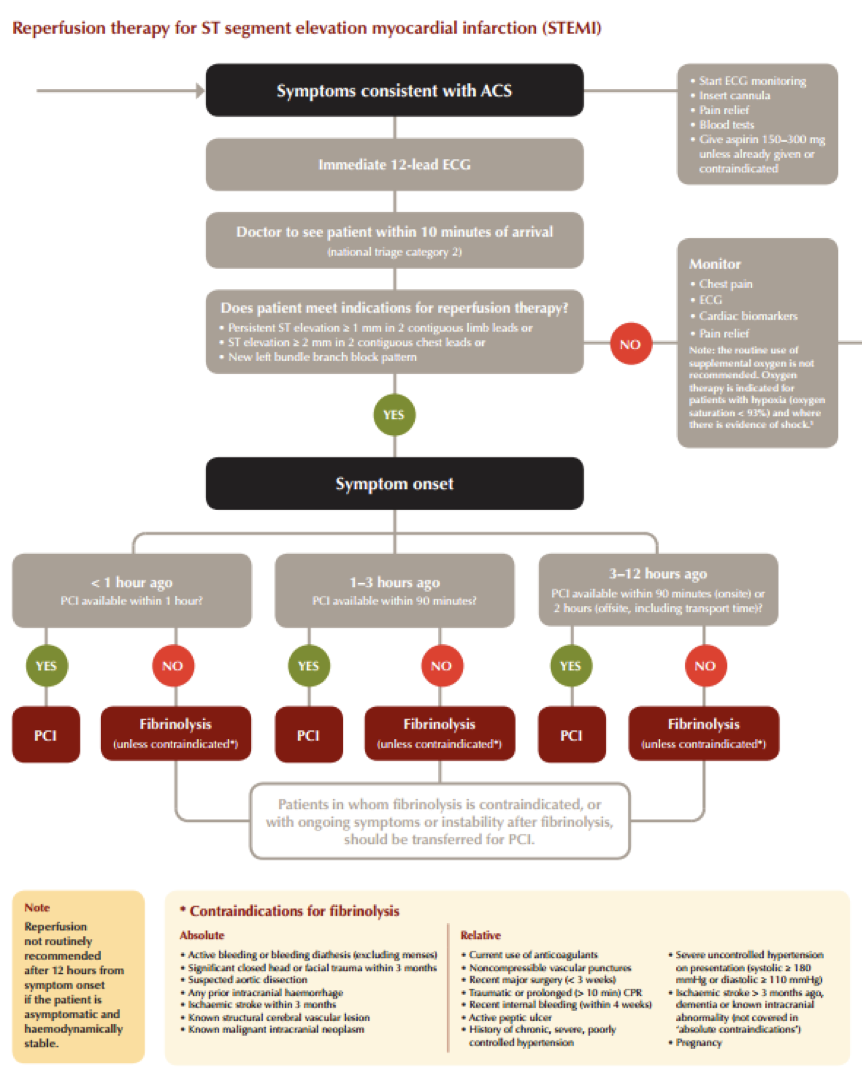 Reperfusion therapy for ST segment elevation myocardial infarction (STEMI)
Symptoms consistent with ACS
• Start ECG monitoring
• Insert cannula
• Pain relief
• Blood tests
• Give aspirin 150–300 mg
unless already given or
contraindicated
Immediate 12-lead ECG
Doctor to see patient within 10 minutes of arrival
(national triage category 2)
Does patient meet indications for reperfusion therapy?
• Persistent ST elevation ≥ 1 mm in 2 contiguous limb leads or
• ST elevation ≥ 2 mm in 2 contiguous chest leads or
• New left bundle branch block pattern
NO
Monitor
• Chest pain
• ECG
• Cardiac biomarkers
• Pain relief
Note: the routine use of
supplemental oxygen is not
recommended. Oxygen
therapy is indicated for
patients with hypoxia (oxygen
saturation < 93%) and where
there is evidence of shock.
YES
Symptom onset
< 1 hour ago
PCI available within 1 hour?
1–3 hours ago
PCI available within 90 minutes?
3–12 hours ago
PCI available within 90 minutes (onsite) or
2 hours (offsite, including transport time)?
YES
NO
YES
NO
YES
NO
PCI
Fibrinolysis
(unless contraindicated*)
PCI
Fibrinolysis
(unless contraindicated*)
PCI
Fibrinolysis
(unless contraindicated*)
Patients in whom fibrinolysis is contraindicated, or
with ongoing symptoms or instability after fibrinolysis,
should be transferred for PCI.
Note
Reperfusion
not routinely
recommended
after 12 hours from
symptom onset
if the patient is
asymptomatic and
haemodynamically
stable.
* Contraindications for fibrinolysis
Absolute
• Active bleeding or bleeding diathesis (excluding menses)
• Significant closed head or facial trauma within 3 months
• Suspected aortic dissection
• Any prior intracranial haemorrhage
• Ischaemic stroke within 3 months
• Known structural cerebral vascular lesion
• Known malignant intracranial neoplasm
Relative
• Current use of anticoagulants
• Noncompressible vascular punctures
• Recent major surgery (< 3 weeks)
• Traumatic or prolonged (> 10 min) CPR
• Recent internal bleeding (within 4 weeks)
• Active peptic ulcer
• History of chronic, severe, poorly
controlled hypertension
• Severe uncontrolled hypertension
on presentation (systolic ≥ 180
mmHg or diastolic ≥ 110 mmHg)
• Ischaemic stroke > 3 months ago,
dementia or known intracranial
abnormality (not covered in
‘absolute contraindications’)
• Pregnancy